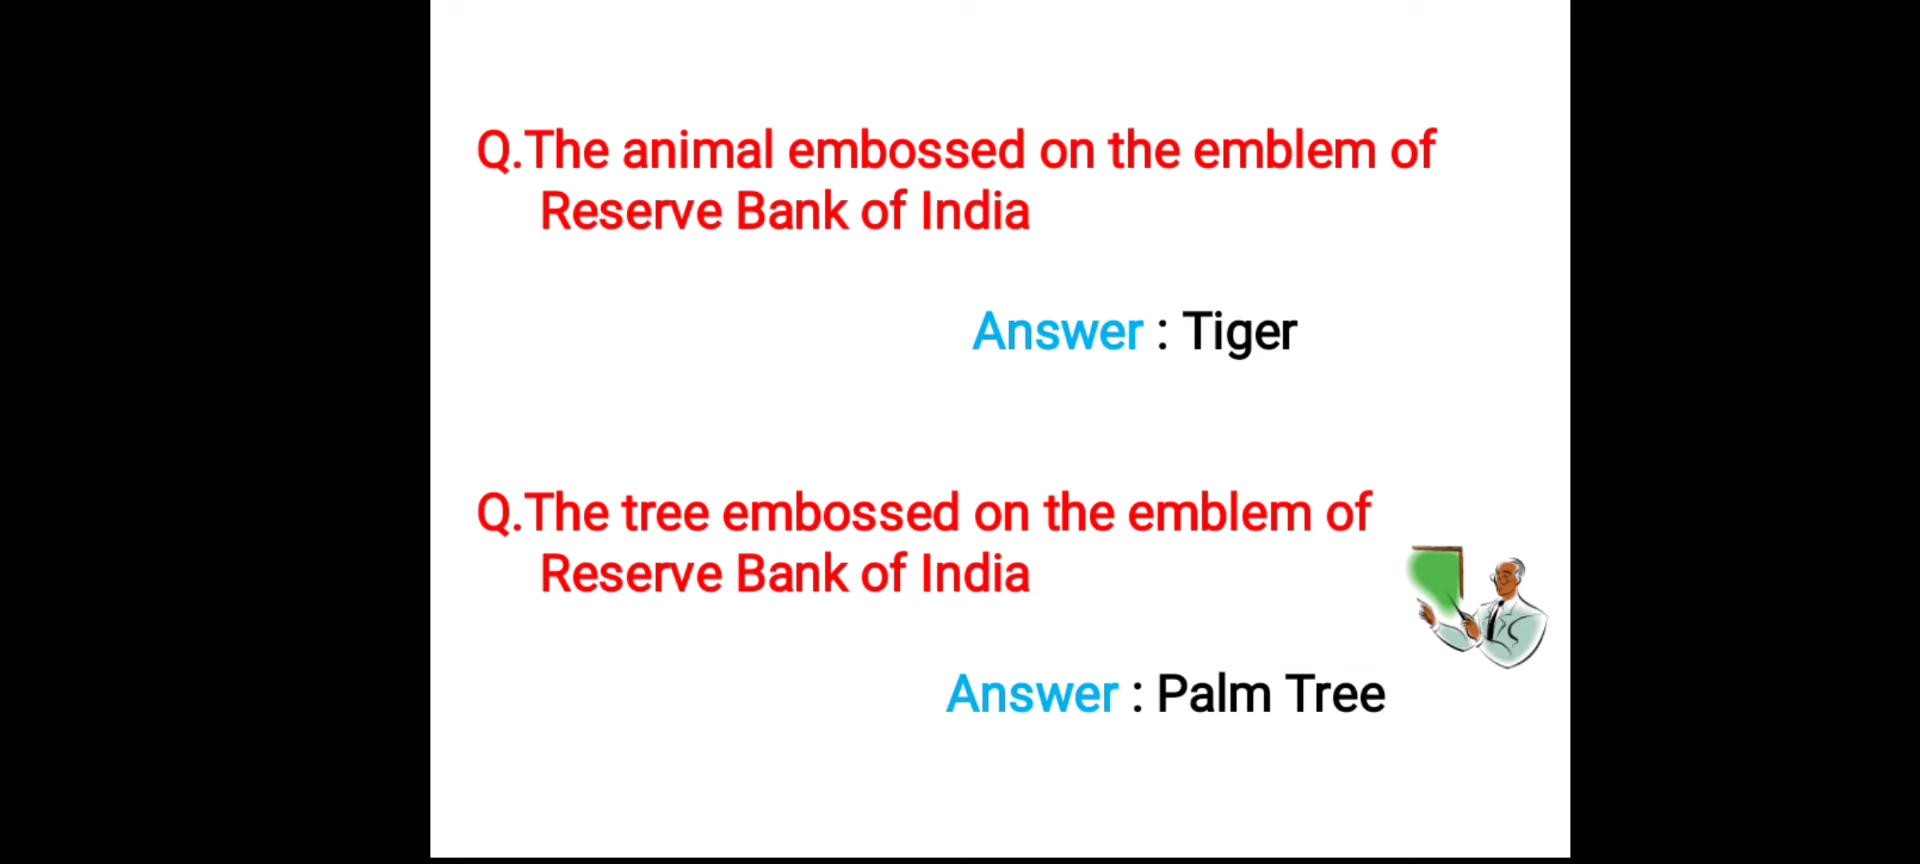 Q.The animal embossed on the emblem of
Reserve Bank of India
Answer : Tiger
Q.The tree embossed on the emblem of
Reserve Bank of India
Answer : Palm Tree